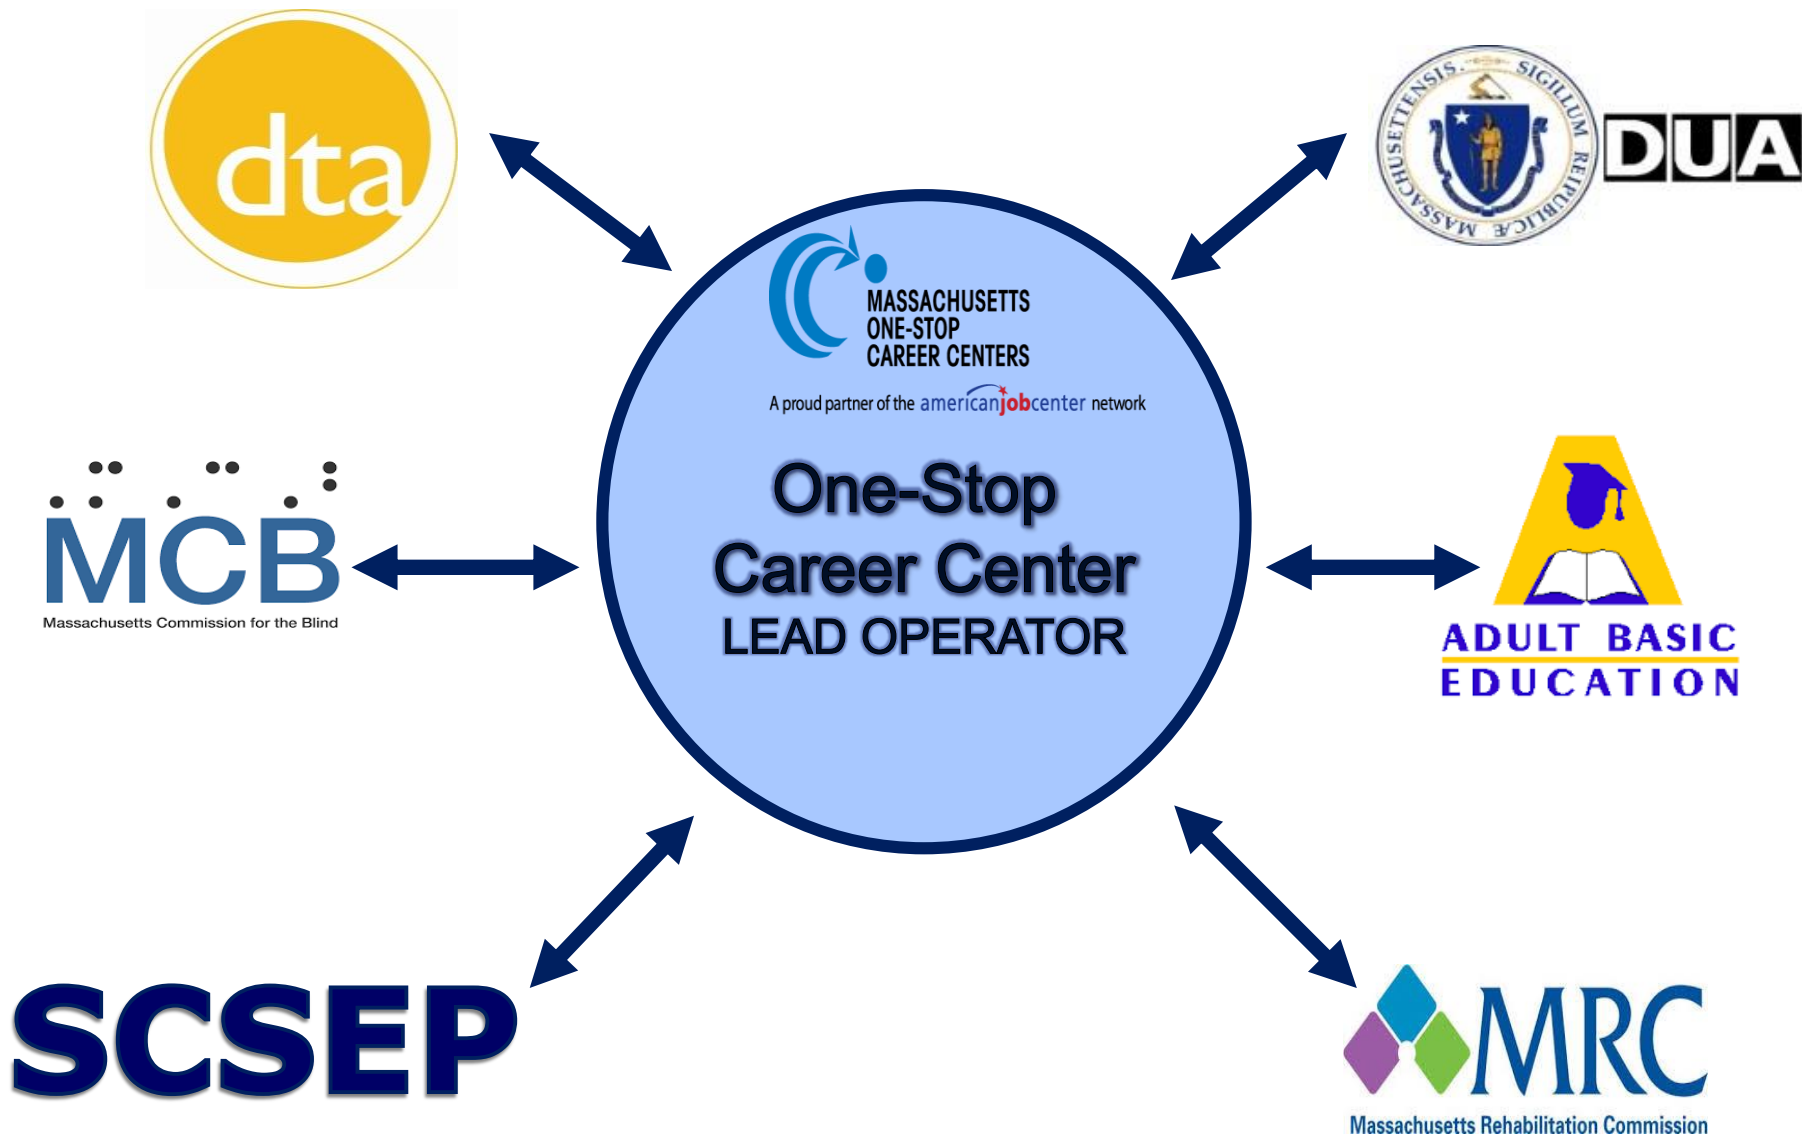 dta
MASSACHUSETTENSIS. SIGILLUM REIPUBLICÆ
DUA
MASSACHUSETTS
ONE-STOP
CAREER CENTERS
A proud partner of the americanjobcenter network
One-Stop
Career Center
LEAD OPERATOR
MCB
Massachusetts Commission for the Blind
ADULT BASIC
EDUCATION
SCSEP
MRC
Massachusetts Rehabilitation Commission